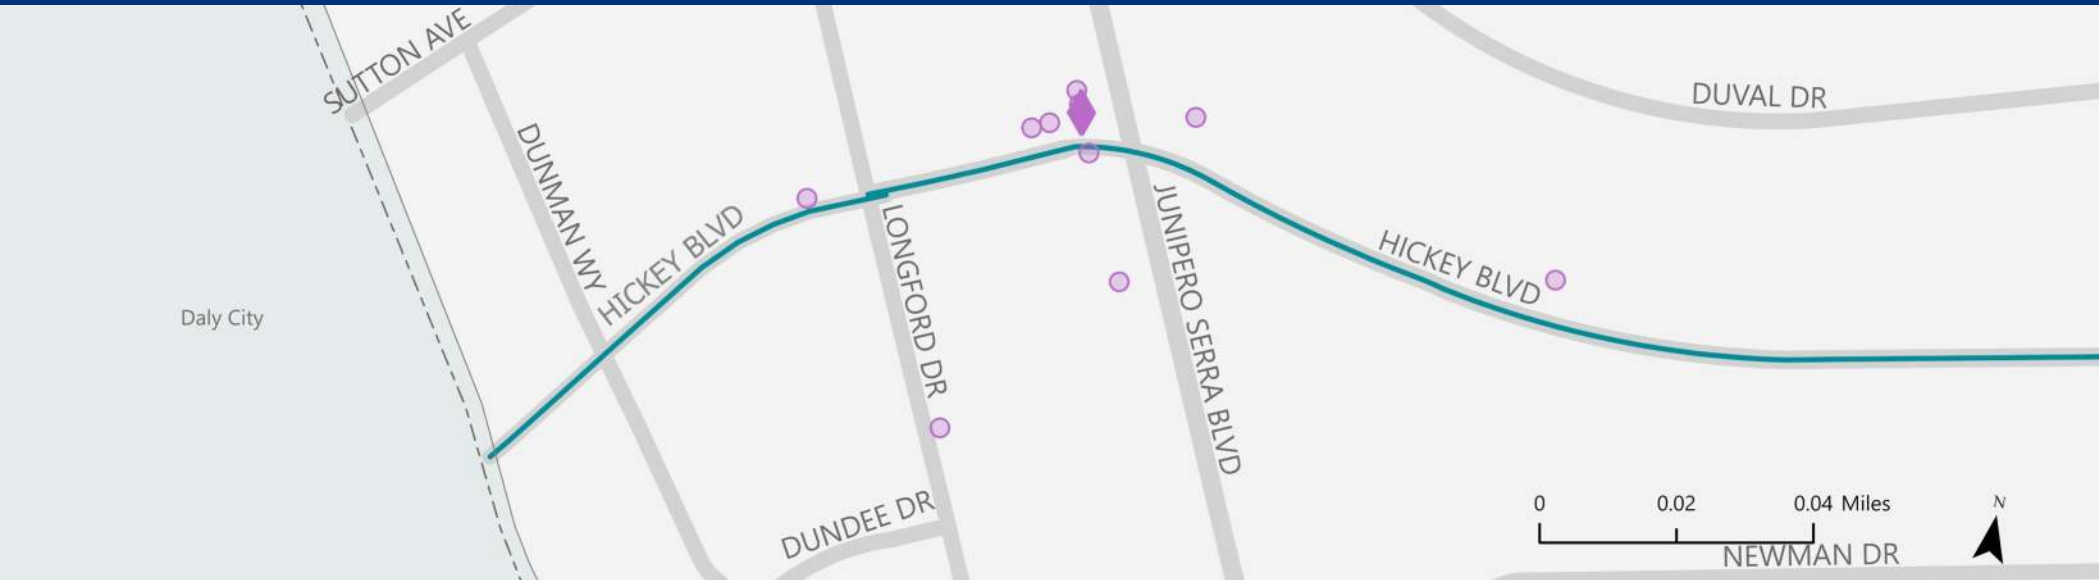 SUTTON AVE
DUVAL DR
DUNMAN WY
HICKEY BLVD
LONGFORD DR
JUNIPERO SERRA BLVD
HICKEY BLVD
Daly City
DUNDEE DR
0 0.02 0.04 Miles
N
NEWMAN DR